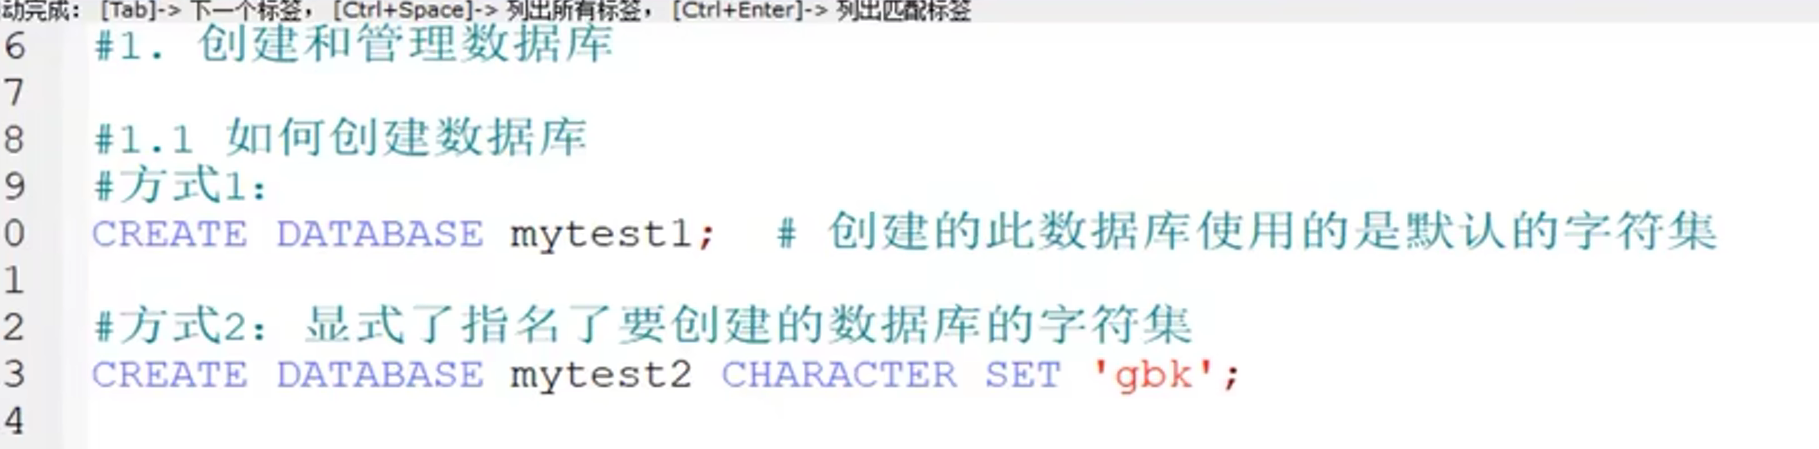 动完成： [Tab]-> 下一个标签， [Ctrl+Space]-> 列出所有标签， [Ctrl+Enter]-> 列出匹配标签
6 #1. 创建和管理数据库
7
8 #1.1 如何创建数据库
9 #方式1：
0 CREATE DATABASE mytest1; # 创建的此数据库使用的是默认的字符集
1
2 #方式2：显式了指名了要创建的数据库的字符集
3 CREATE DATABASE mytest2 CHARACTER SET 'gbk';
4